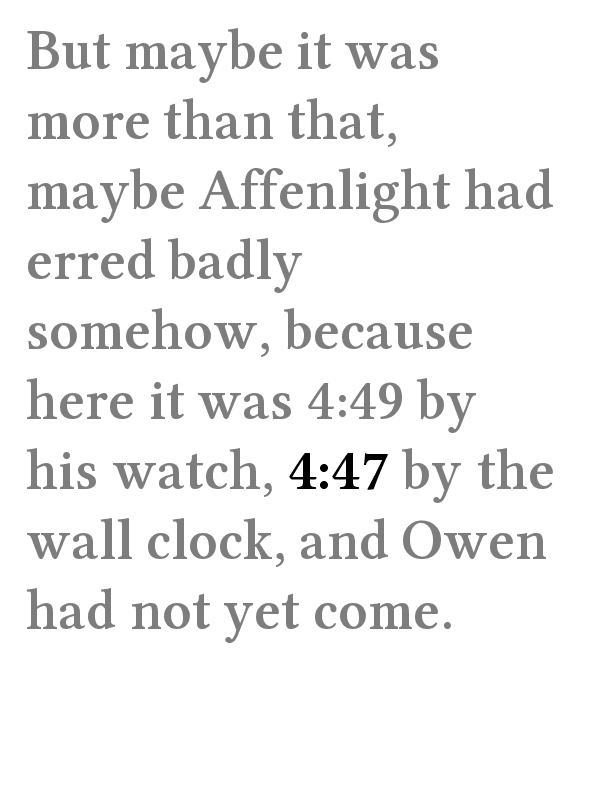 But maybe it was
more than that,
maybe Affenlight had
erred badly
somehow, because
here it was 4:49 by
his watch, 4:47 by the
wall clock, and Owen
had not yet come.